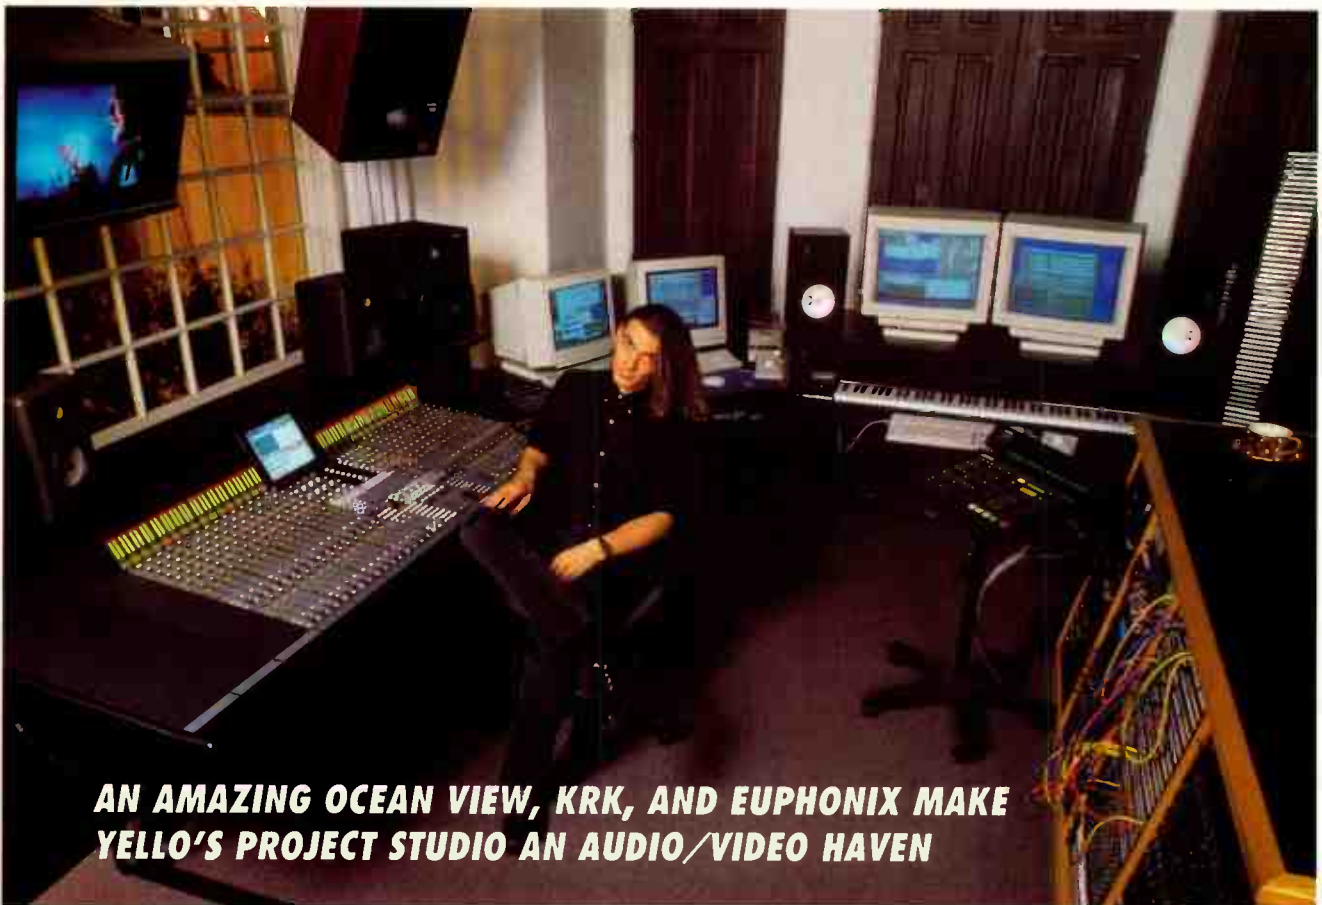 AN AMAZING OCEAN VIEW, KRK, AND EUPHONIX MAKE
YELLO'S PROJECT STUDIO AN AUDIO/VIDEO HAVEN